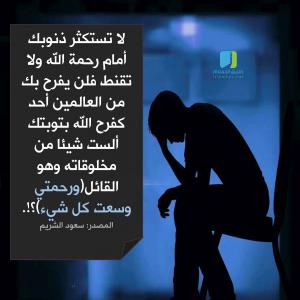 لا تستكثر ذنوبك
أمام رحمة الله ولا
تقنط، فلن يفرح بك
من العالمين أحد
كفرح الله بتوبتك
ألست شيئا من
مخلوقاته وهو
القائل(ورحمتي
وسعت كل شيء)؟!.
المصدر: سعود الشريم